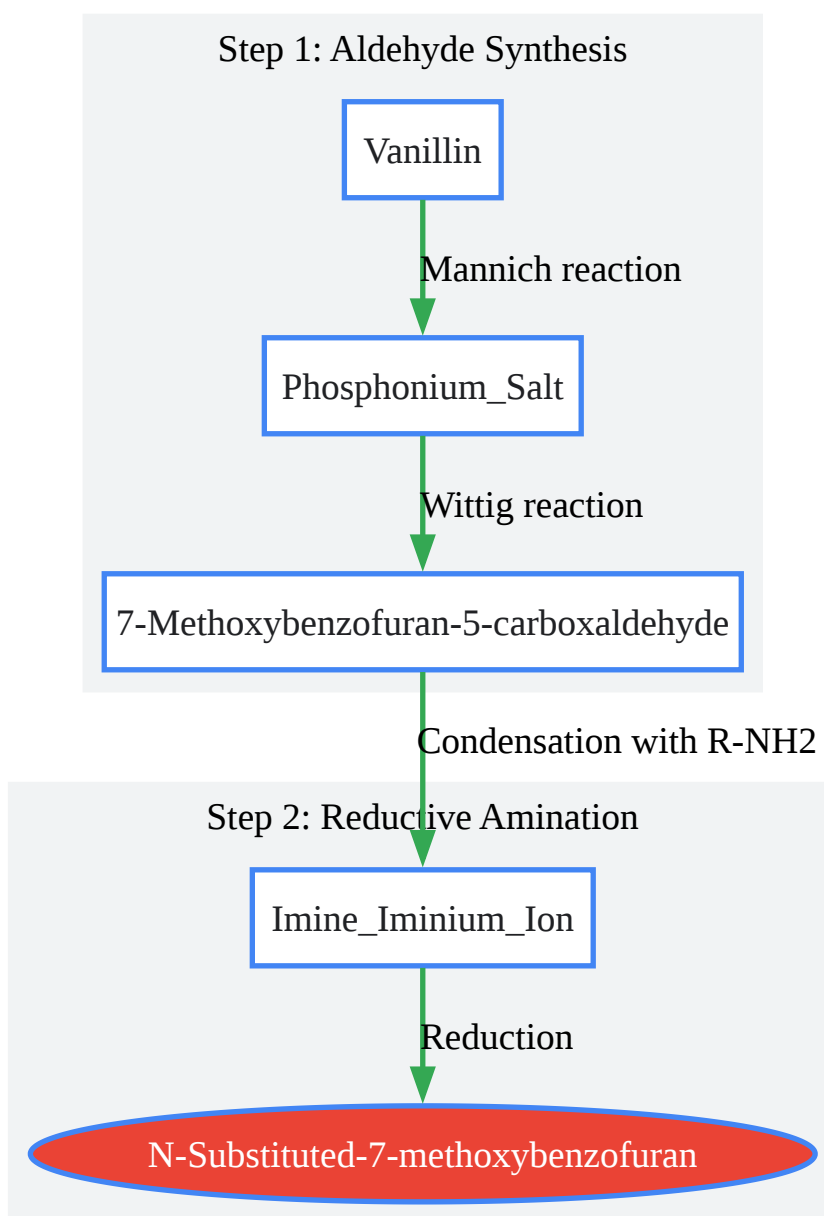 Step 1: Aldehyde Synthesis
Vanillin
Mannich reaction
Phosphonium_Salt
Wittig reaction
7-Methoxybenzofuran-5-carboxaldehyde
Condensation with R-NH2
Step 2: Reductive Amination
Imine_Iminium_Ion
Reduction
N-Substituted-7-methoxybenzofuran